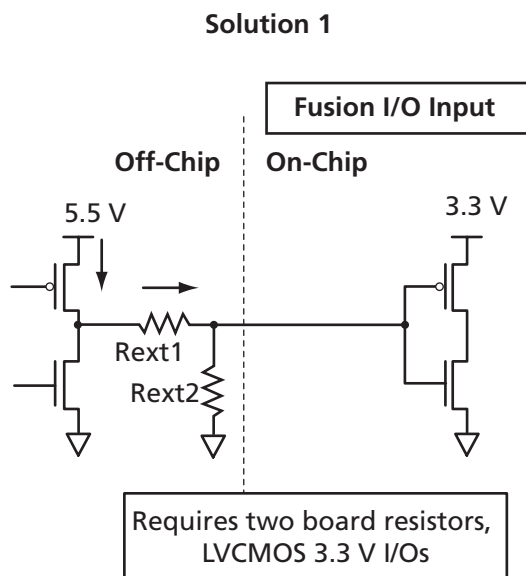 Solution 1
Fusion I/O Input
Off-Chip
On-Chip
5.5 V
3.3 V
Rext1
Rext2
Requires two board resistors,
LVCMOS 3.3 V I/Os